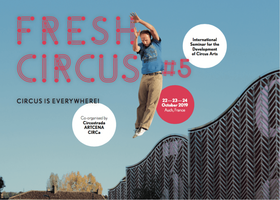 FRESH
CIRCUS #5
International
Seminar for the
Development
of Circus Arts
CIRCUS IS EVERYWHERE!
22—23—24
October 2019
Auch, France
Co-organised by
Circostrada
ARTCENA
CIRCa